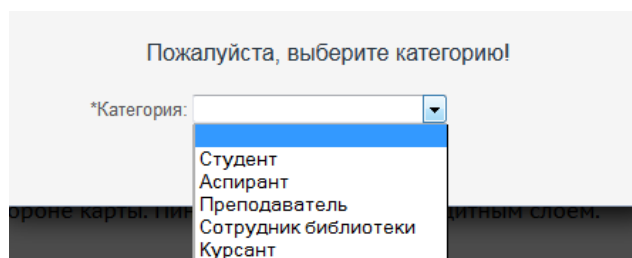 Пожалуйста, выберите категорию!
*Категория:
Студент
Аспирант
Преподаватель
Сотрудник библиотеки
Курсант
ороне карты. дитным слоем.